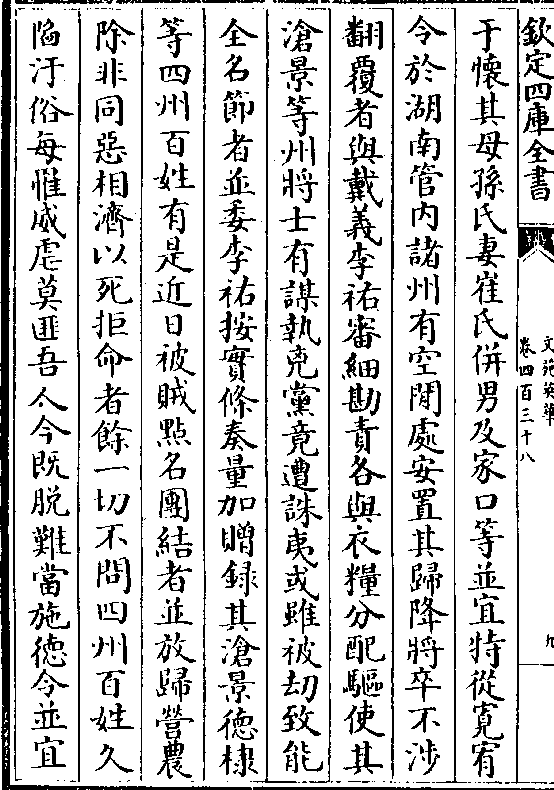 欽定四庫全書
文苑英華
卷四百三十八
九
于懷其母孫氏妻崔氏併男及家口等並宜特從寛宥
令於湖南管内諸州有空閒處安置其歸降將卒不涉
翻覆者與戴義李祐審細勘責各與衣糧分配驅使其
滄景等州將士有謀執兇黨竟遭誅夷或雖被刧致能
全名節者並委李祐按實條奏量加贈錄其滄景德棣
等四州百姓有是近日被賊點名團結者並放歸營農
除非同惡相濟以死拒命者餘一切不問四州百姓久
陷汙俗每惟威虐莫匪吾人今既脱難當施德令並宜